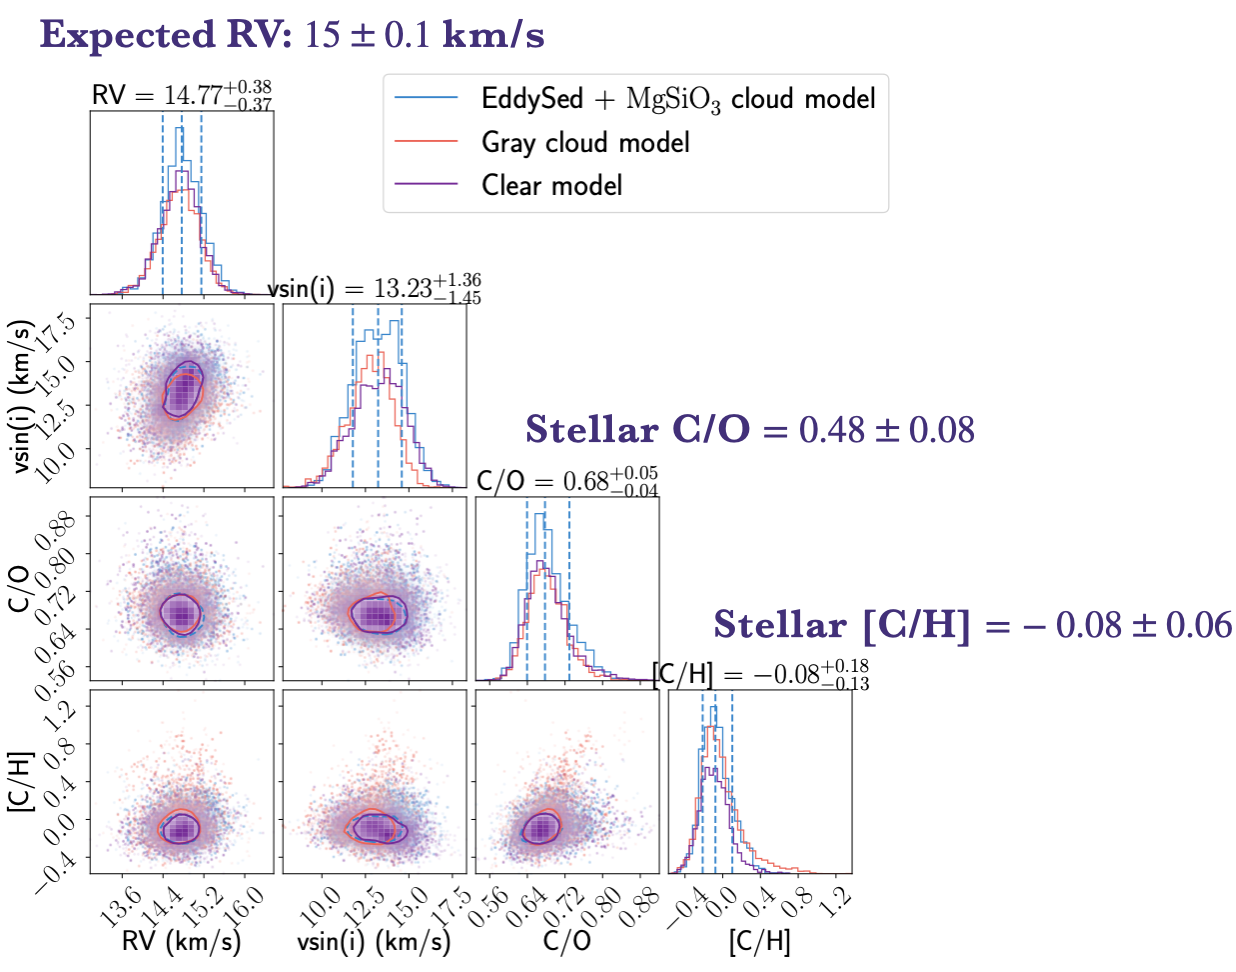 Expected RV: 15 ± 0.1 km/s
RV = 14.77+0.38−0.37
EddySed + MgSiO3 cloud model
Gray cloud model
Clear model
vsin(i) = 13.23+1.36−1.45
17.5
15.0
12.5
10.0
vsin(i) (km/s)
Stellar C/O = 0.48 ± 0.08
C/O = 0.68+0.05−0.04
0.88
0.80
0.72
0.64
0.56
C/O
Stellar [C/H] = − 0.08 ± 0.06
[C/H] = −0.08+0.18−0.13
1.2
0.8
0.4
0.0
−0.4
[C/H]
13.6 14.4 15.2 16.0 10.0 12.5 15.0 17.5 0.56 0.64 0.72 0.80 0.88 −0.4 0.0 0.4 0.8 1.2
RV (km/s) vsin(i) (km/s) C/O [C/H]